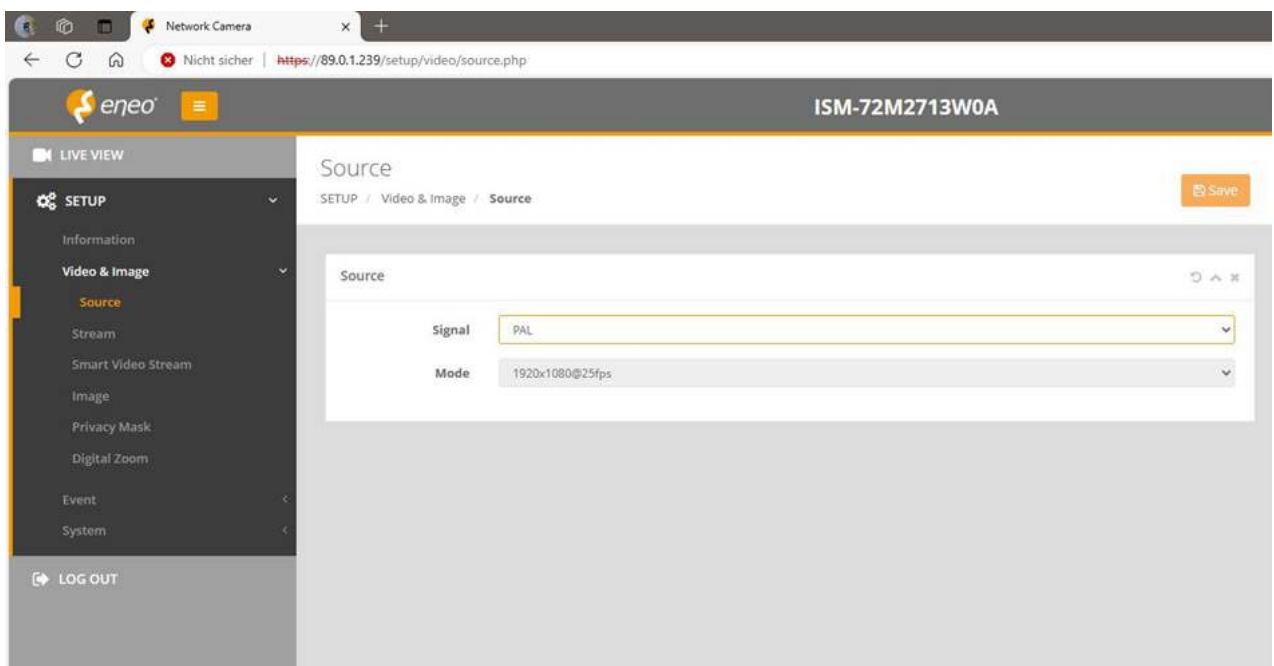 Network Camera
Nicht sicher | https://89.0.1.239/setup/video/source.php
eneo
ISM-72M2713W0A
LIVE VIEW
SETUP
Information
Video & Image
Source
Stream
Smart Video Stream
Image
Privacy Mask
Digital Zoom
Event
System
LOG OUT
Source
SETUP / Video & Image / Source
Save
Source
Signal PAL
Mode 1920x1080@25fps